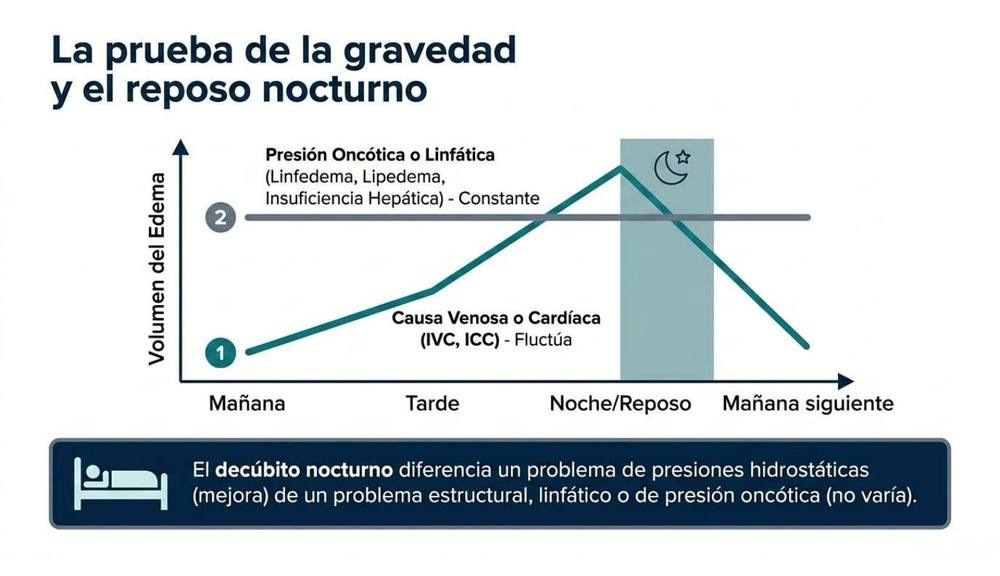 La prueba de la gravedad
y el reposo nocturno
Presión Oncótica o Linfática
(Linfedema, Lipedema,
Insuficiencia Hepática) - Constante
2
Volumen del Edema
Causa Venosa o Cardíaca
(IVC, ICC) - Fluctúa
1
Mañana
Tarde
Noche/Reposo
Mañana siguiente
El decúbito nocturno diferencia un problema de presiones hidrostáticas
(mejora) de un problema estructural, linfático o de presión oncótica (no varía).